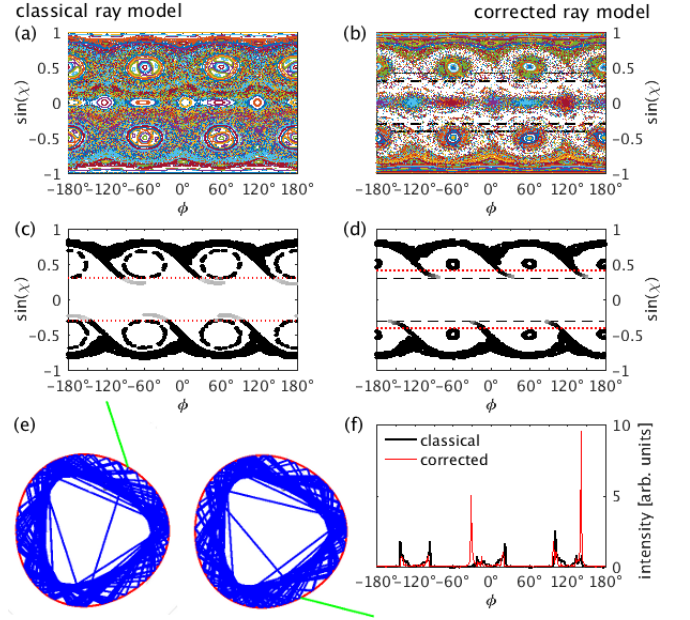 classical ray model
corrected ray model
(a)
(b)
sin(χ)
1
0.5
0
−0.5
−1
−180 −120 −60° 0° 60° 120° 180°
ϕ
−180 −120 −60° 0° 60° 120° 180°
ϕ
1
0.5
0
−0.5
−1
sin(χ)
(c)
(d)
sin(χ)
1
0.5
0
−0.5
−1
−180 −120 −60° 0° 60° 120° 180°
ϕ
−180 −120 −60° 0° 60° 120° 180°
ϕ
1
0.5
0
−0.5
−1
sin(χ)
(e)
(f)
classical
corrected
10
5
0
intensity [arb. units]
−180 −120 −60° 0° 60° 120° 180°
ϕ